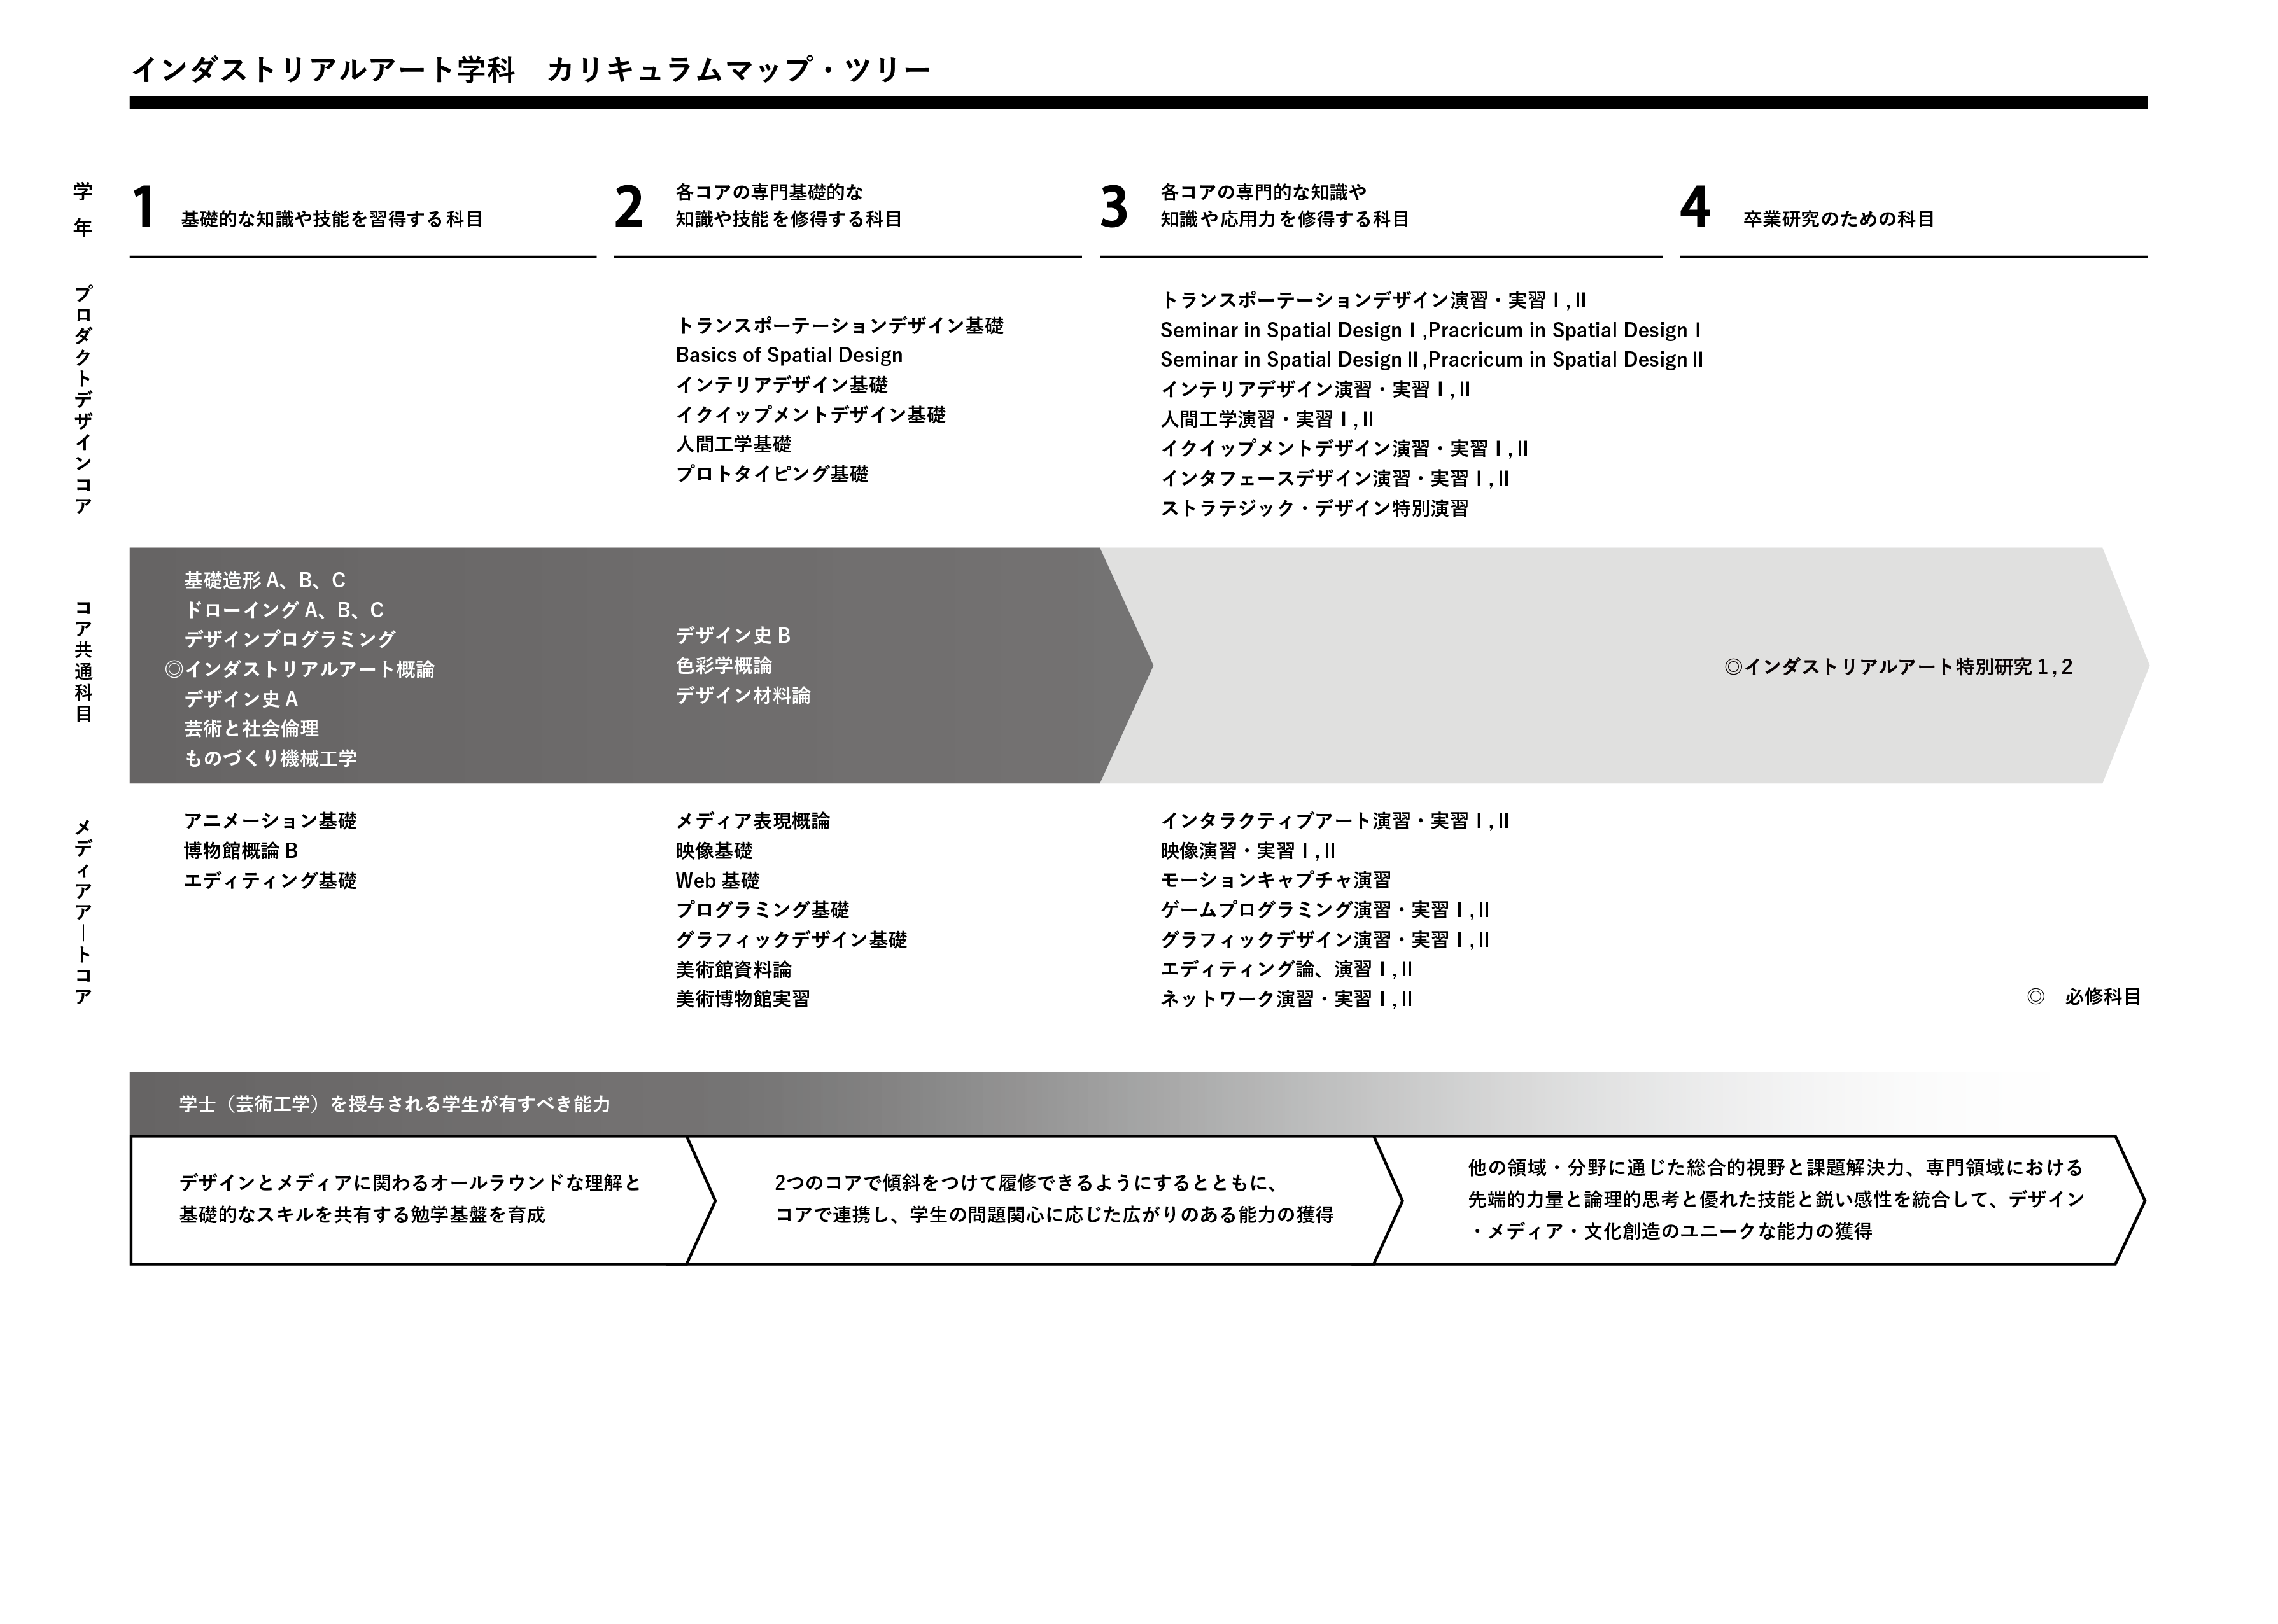 インダストリアルアート学科　カリキュラムマップ・ツリー
学年
1 基礎的な知識や技能を習得する科目
2 各コアの専門基礎的な
知識や技能を修得する科目
3 各コアの専門的な知識や
知識や応用力を修得する科目
4 卒業研究のための科目
プロダクトデザインコア
トランスポーテーションデザイン基礎
Basics of Spatial Design
インテリアデザイン基礎
イクイップメントデザイン基礎
人間工学基礎
プロトタイピング基礎
トランスポーテーションデザイン演習・実習 I , II
Seminar in Spatial Design I ,Pracricum in Spatial Design I
Seminar in Spatial Design II ,Pracricum in Spatial Design II
インテリアデザイン演習・実習 I , II
人間工学演習・実習 I , II
イクイップメントデザイン演習・実習 I , II
インタフェースデザイン演習・実習 I , II
ストラテジック・デザイン特別演習
コア共通科目
基礎造形 A、B、C
ドローイング A、B、C
デザインプログラミング
◎インダストリアルアート概論
デザイン史 A
芸術と社会倫理
ものづくり機械工学
デザイン史 B
色彩学概論
デザイン材料論
◎インダストリアルアート特別研究 1 , 2
メディアアートコア
アニメーション基礎
博物館概論 B
エディティング基礎
メディア表現概論
映像基礎
Web 基礎
プログラミング基礎
グラフィックデザイン基礎
美術館資料論
美術博物館実習
インタラクティブアート演習・実習 I , II
映像演習・実習 I , II
モーションキャプチャ演習
ゲームプログラミング演習・実習 I , II
グラフィックデザイン演習・実習 I , II
エディティング論、演習 I , II
ネットワーク演習・実習 I , II
◎　必修科目
学士（芸術工学）を授与される学生が有すべき能力
デザインとメディアに関わるオールラウンドな理解と
基礎的なスキルを共有する勉学基盤を育成
2つのコアで傾斜をつけて履修できるようにするとともに、
コアで連携し、学生の問題関心に応じた広がりのある能力の獲得
他の領域・分野に通じた総合的視野と課題解決力、専門領域における
先端的力量と論理的思考と優れた技能と鋭い感性を統合して、デザイン
・メディア・文化創造のユニークな能力の獲得